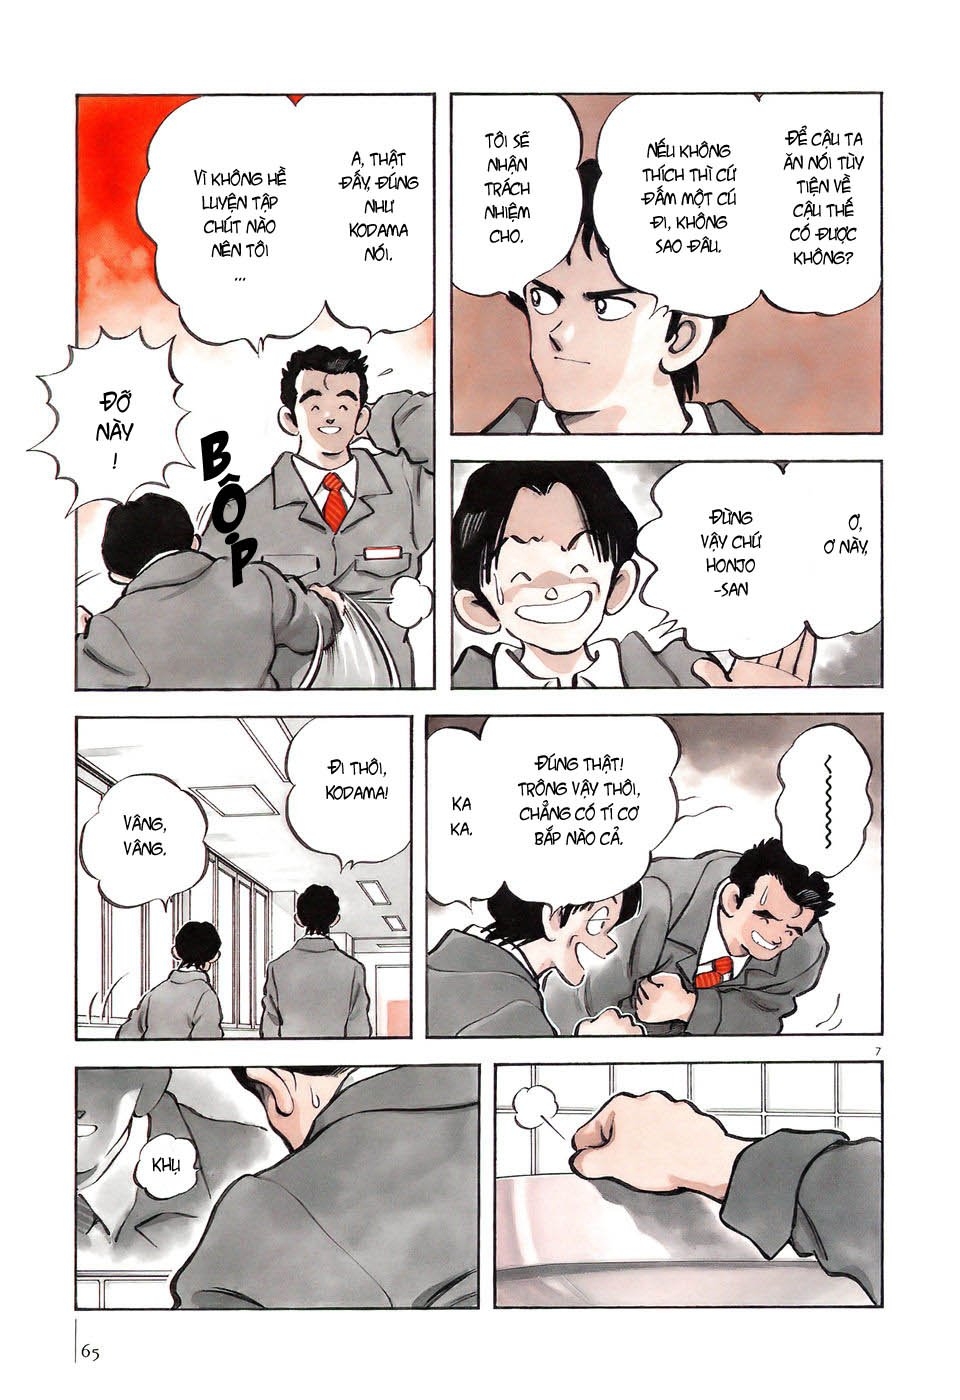 ĐỂ CẬU TA
ĂN NÓI TÙY
TIỆN VỀ
CẬU THẾ
CÓ ĐƯỢC
KHÔNG?
NẾU KHÔNG
THÍCH THÌ CỨ
ĐẤM MỘT CÚ
ĐI, KHÔNG
SAO ĐÂU.
TÔI SẼ
NHẬN
TRÁCH
NHIỆM
CHO.
A, THẬT
ĐẤY, ĐÚNG
NHƯ
KODAMA
NÓI.
VÌ KHÔNG HỀ
LUYỆN TẬP
CHÚT NÀO
NÊN TÔI
...
ĐỠ
NÀY
!
BỘP
Ơ,
Ơ NÀY,
ĐỪNG
VẬY CHỨ
HONJO
-SAN
ĐÚNG THẬT!
TRÔNG VẬY THÔI,
CHẲNG CÓ TÍ CƠ
BẮP NÀO CẢ.
KA
KA.
ĐI THÔI,
KODAMA!
VÂNG,
VÂNG.
7
KHỤ
65